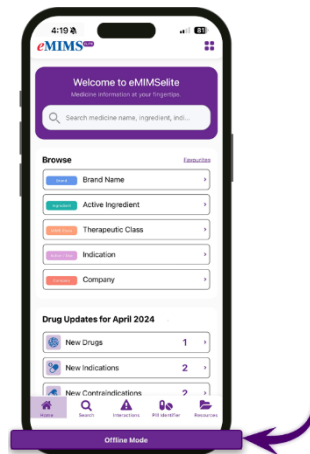 4:19
81
eMIMS elite
Welcome to eMIMSelite
Medicine information at your fingertips
Search medicine name, ingredient, indi...
Browse
Favourites
Brand Name
Active Ingredient
Therapeutic Class
Indication
Company
Drug Updates for April 2024
New Drugs 1
New Indications 2
New Contraindications 2
Home Search Interactions Pill Identifier Resources
Offline Mode